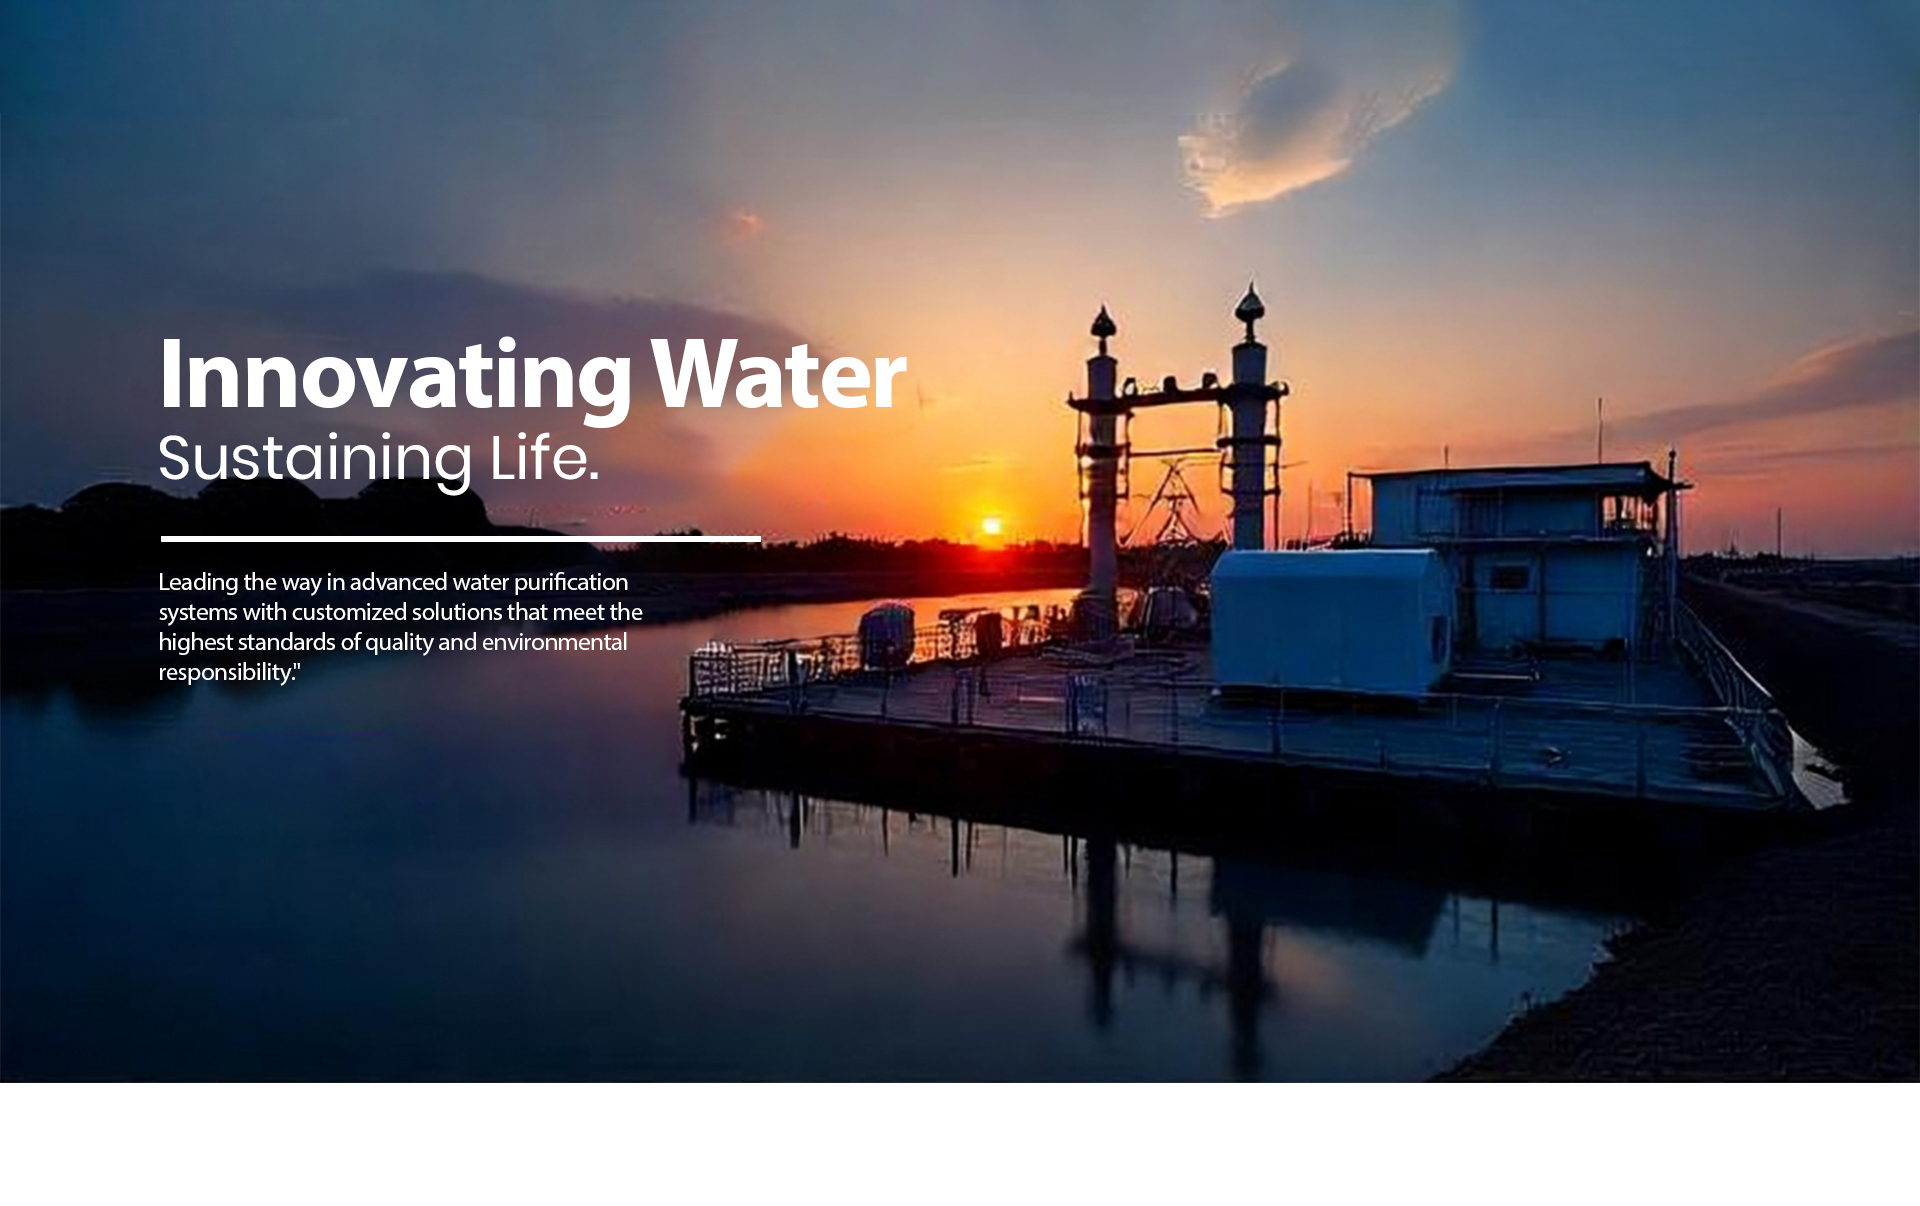 Innovating Water
Sustaining Life.
Leading the way in advanced water purification
systems with customized solutions that meet the
highest standards of quality and environmental
responsibility."